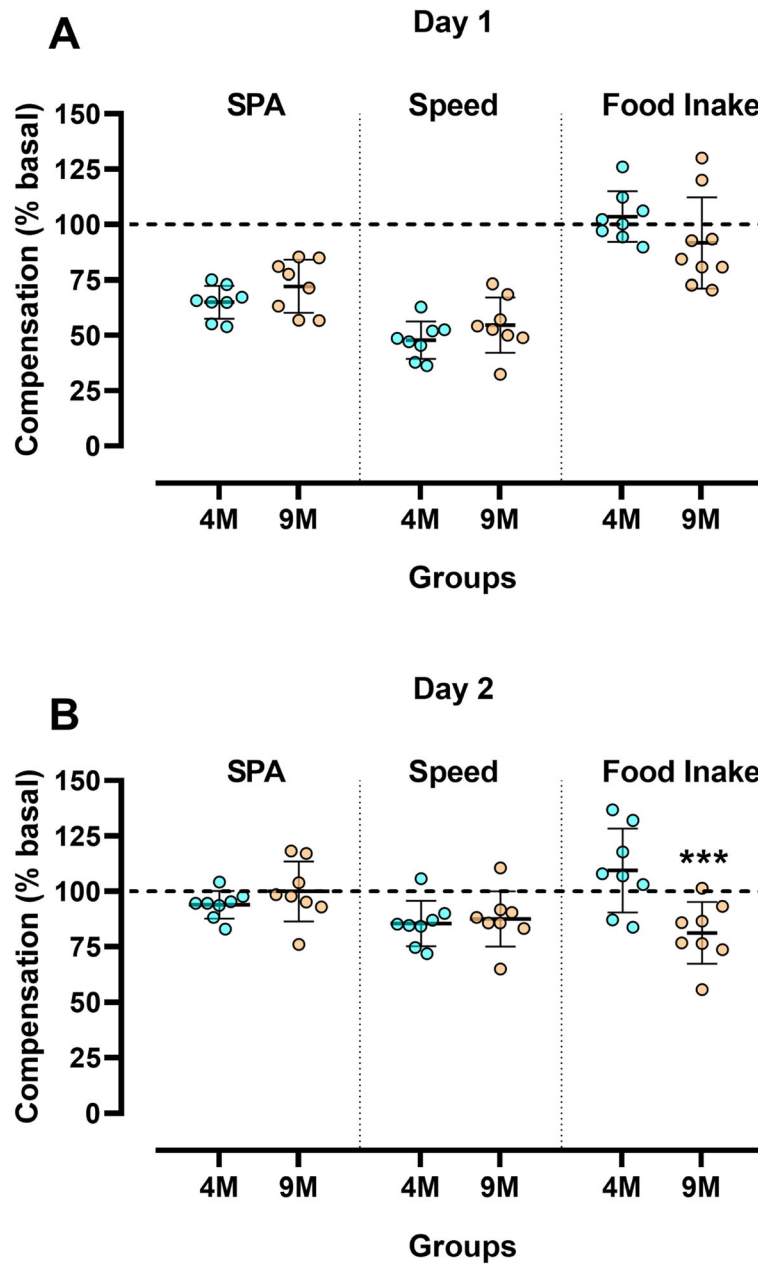 A
Day 1
SPA Speed Food Inake
Compensation (% basal)
150
125
100
75
50
25
0
4M 9M 4M 9M 4M 9M
Groups
B
Day 2
SPA Speed Food Inake
Compensation (% basal)
150
125
100
75
50
25
0
***
4M 9M 4M 9M 4M 9M
Groups